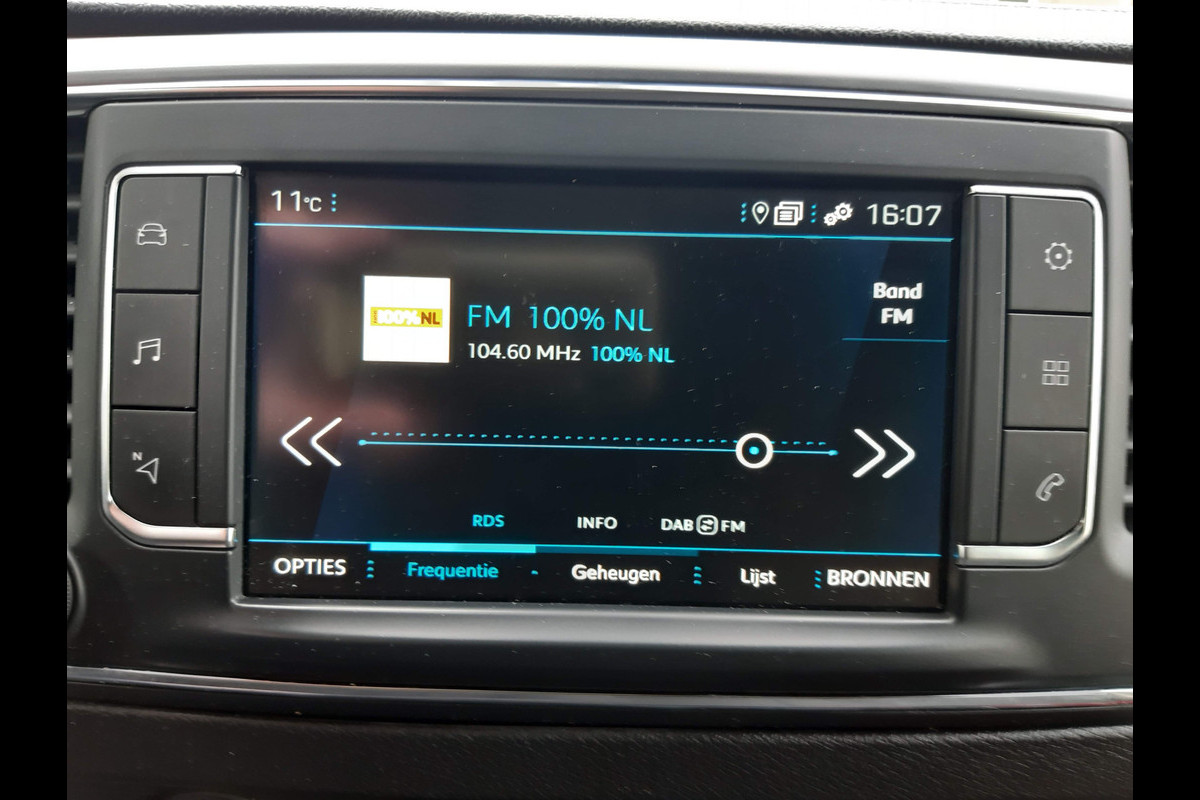 11°C
16:07
100% NL
FM 100% NL
104.60 MHz 100% NL
Band
FM
N
RDS INFO DAB FM
OPTIES Frequentie Geheugen Lijst BRONNEN